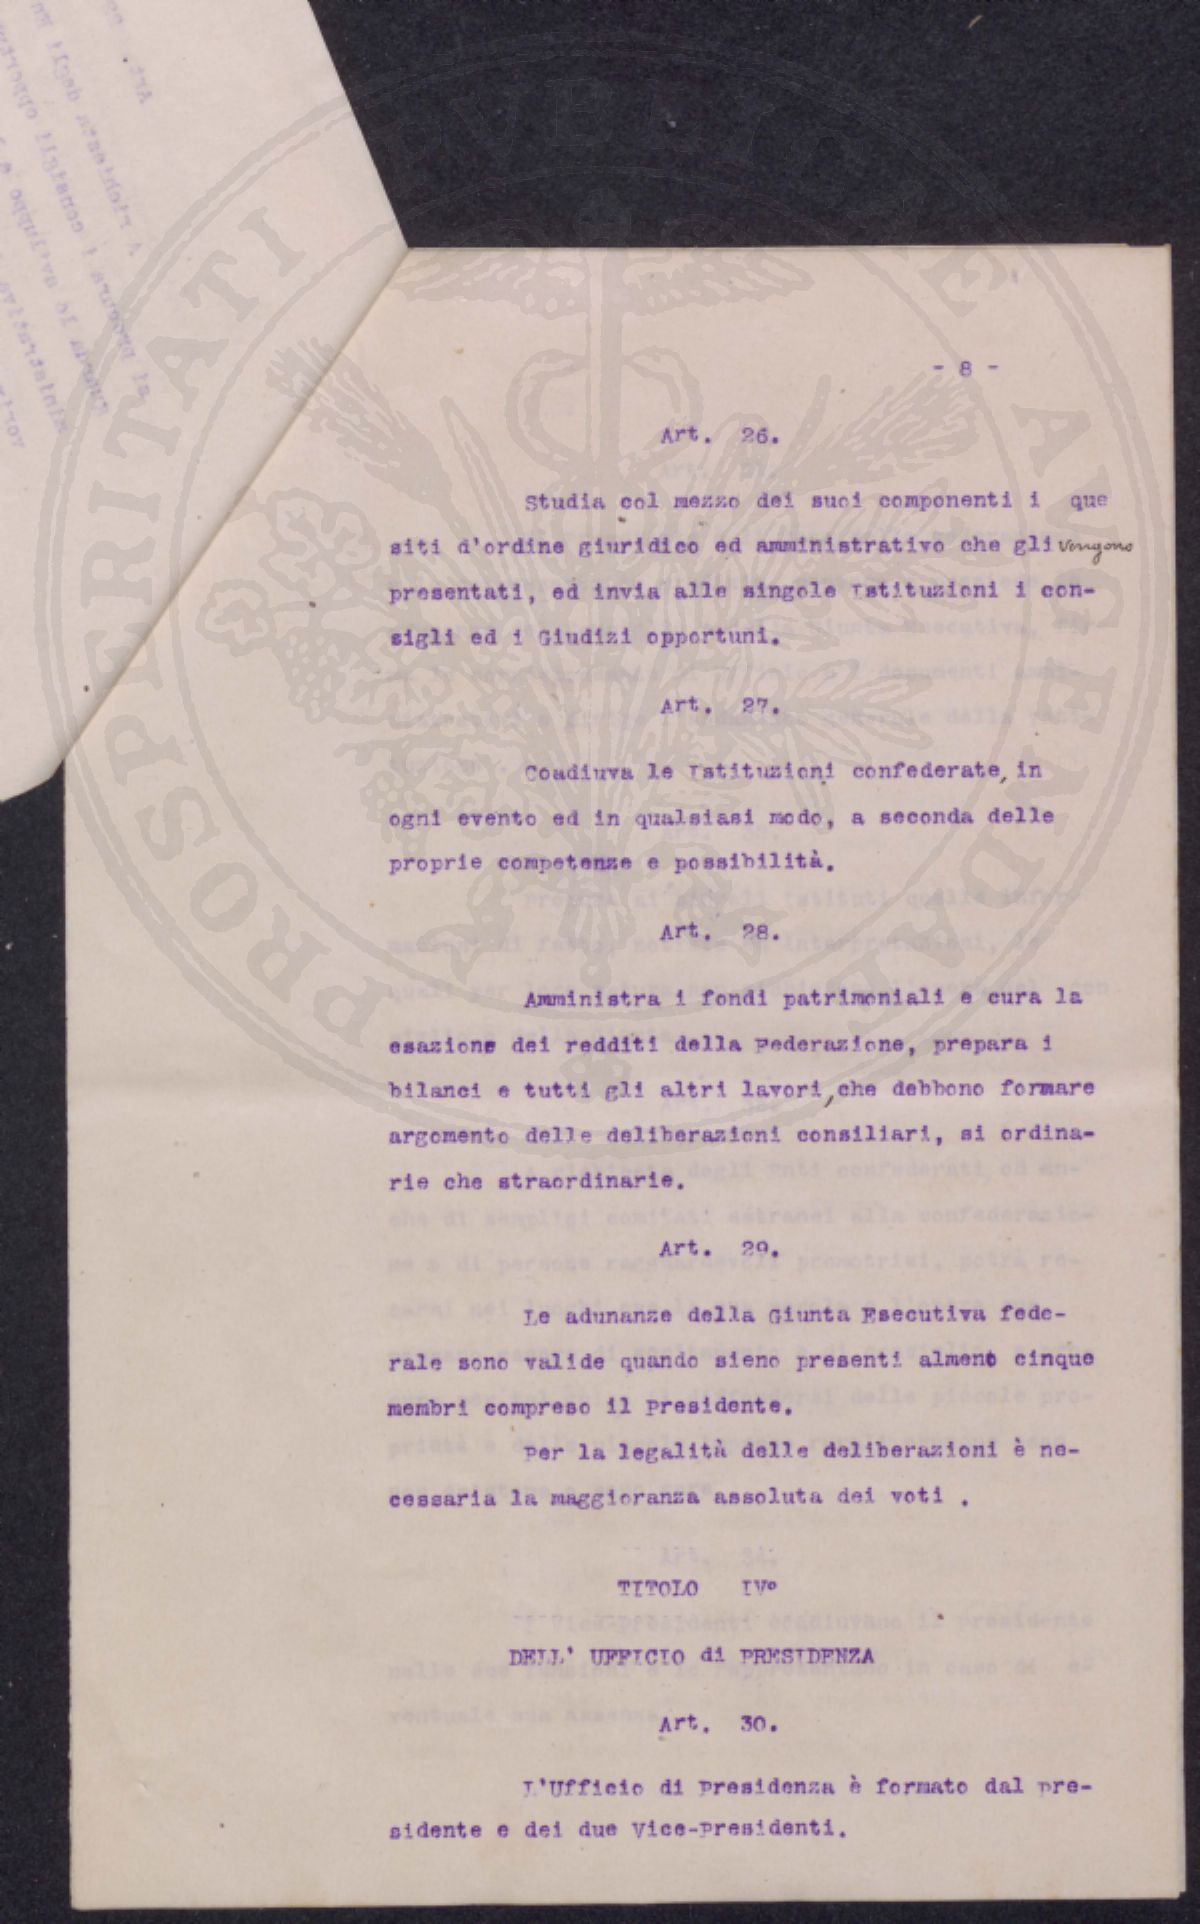 - 8 -
Art. 26.
Studia col mezzo dei suoi componenti i que
siti d'ordine giuridico ed amministrativo che gli vengono
presentati, ed invia alle singole Istituzioni i con-
sigli ed i Giudizi opportuni.
Art. 27.
Coadiuva le Istituzioni confederate, in
ogni evento ed in qualsiasi modo, a seconda delle
proprie competenze e possibilità.
Art. 28.
Amministra i fondi patrimoniali e cura la
esazione dei redditi della Federazione, prepara i
bilanci e tutti gli altri lavori, che debbono formare
argomento delle deliberazioni consiliari, si ordina-
rie che straordinarie.
Art. 29.
Le adunanze della Giunta Esecutiva fede-
rale sono valide quando sieno presenti almeno cinque
membri compreso il Presidente.
Per la legalità delle deliberazioni è ne-
cessaria la maggioranza assoluta dei voti .
TITOLO IV°
DELL' UFFICIO di PRESIDENZA
Art. 30.
L'Ufficio di Presidenza è formato dal Pre-
sidente e dei due Vice-Presidenti.
PROSPERITATI PVBLICAE AVGENDAE